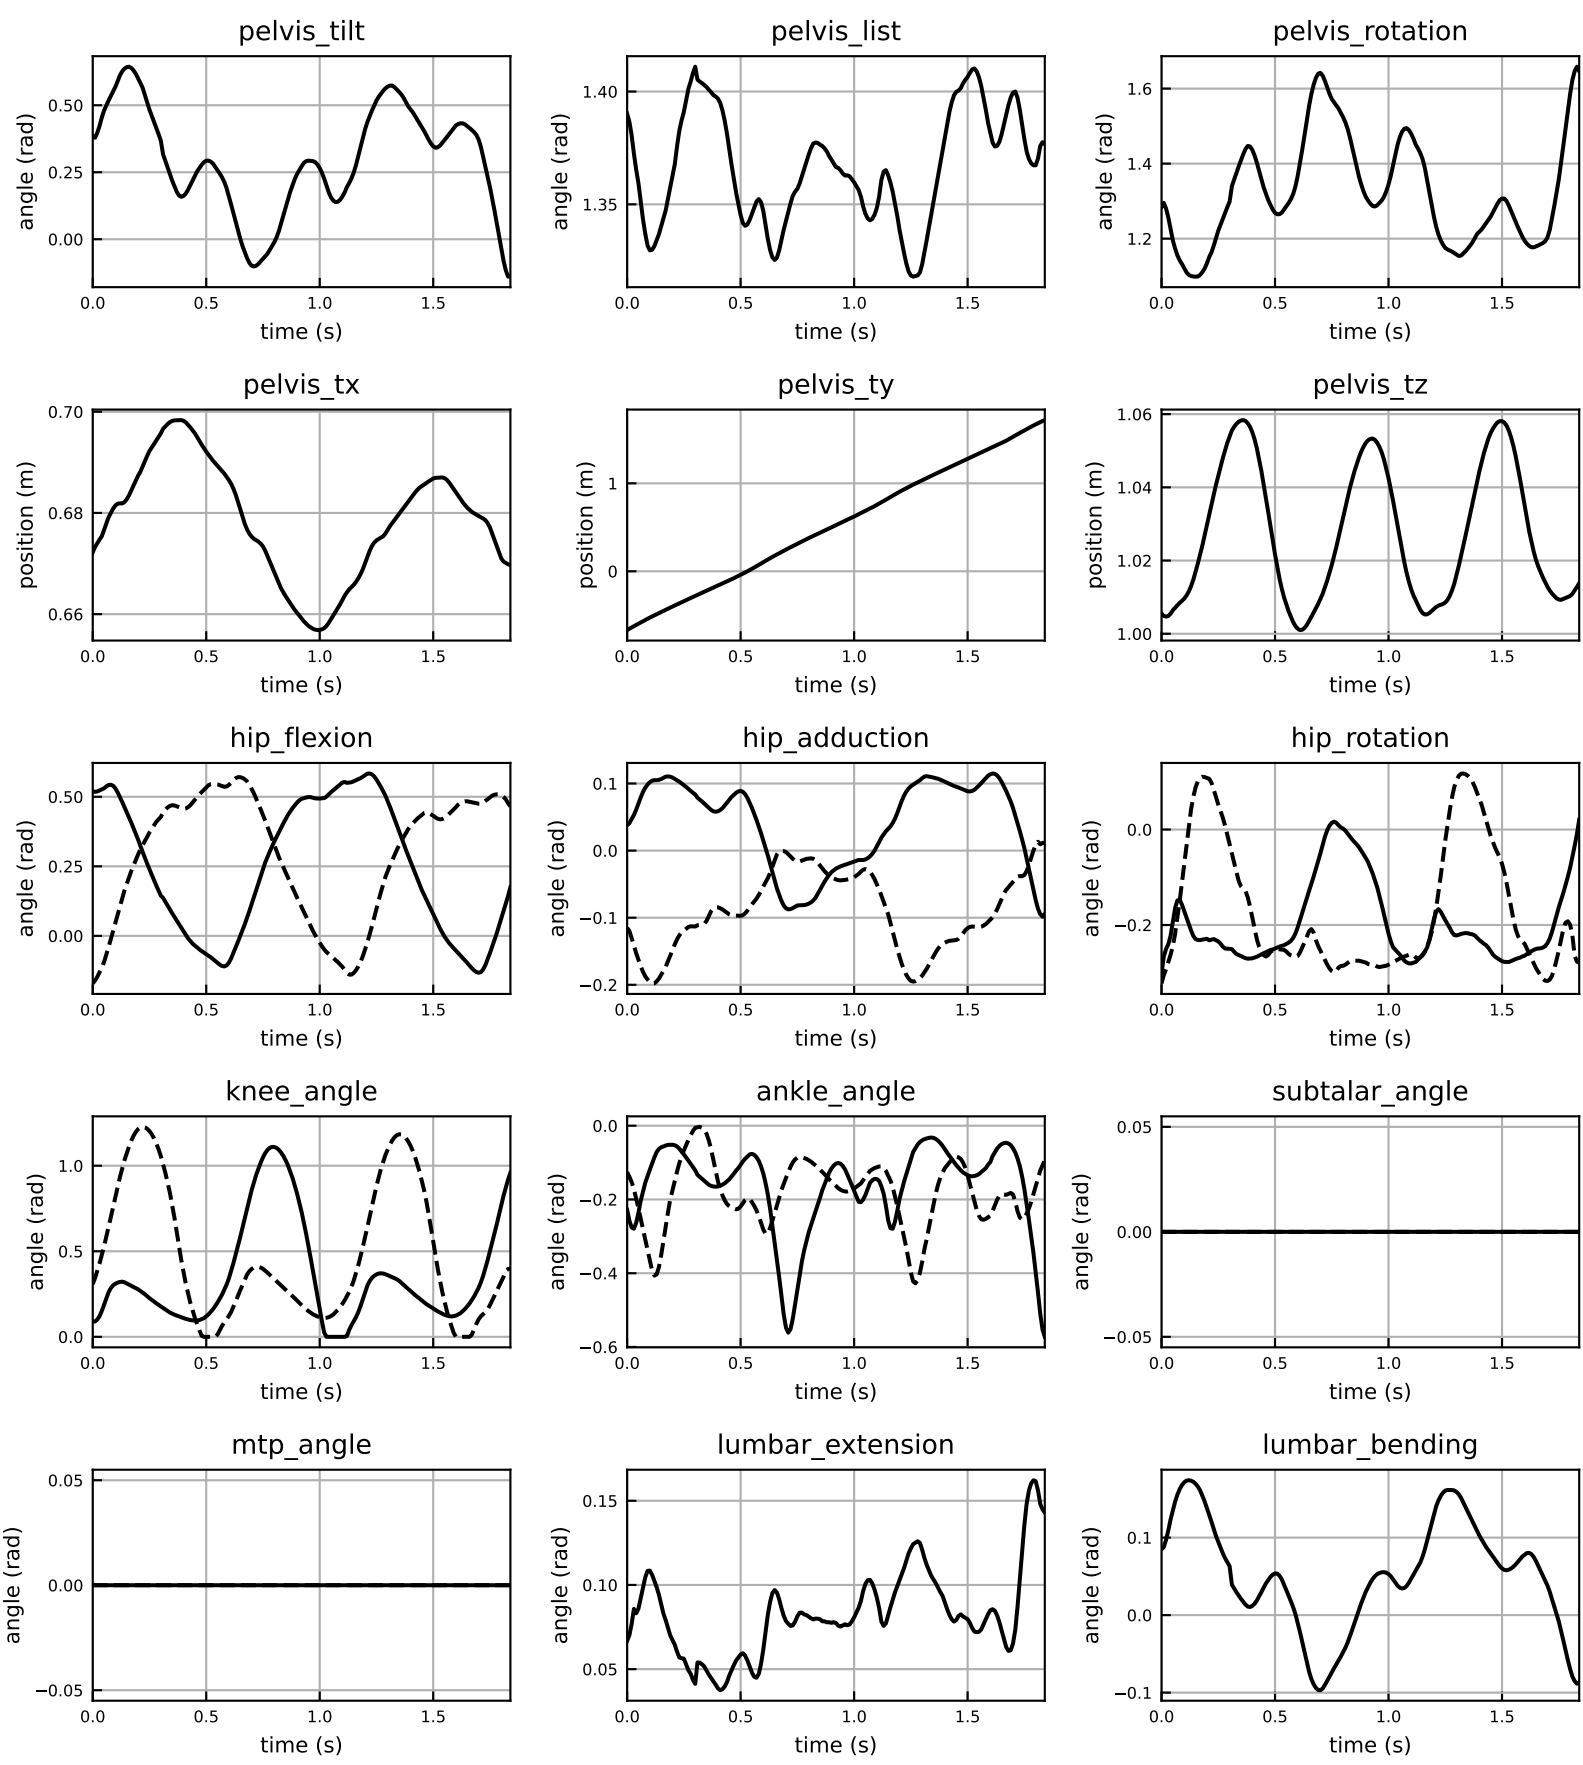 pelvis_tilt
angle (rad)
0.50
0.25
0.00
0.0 0.5 1.0 1.5
time (s)
pelvis_list
angle (rad)
1.40
1.35
0.0 0.5 1.0 1.5
time (s)
pelvis_rotation
angle (rad)
1.6
1.4
1.2
0.0 0.5 1.0 1.5
time (s)
pelvis_tx
position (m)
0.70
0.68
0.66
0.0 0.5 1.0 1.5
time (s)
pelvis_ty
position (m)
1
0
0.0 0.5 1.0 1.5
time (s)
pelvis_tz
position (m)
1.06
1.04
1.02
1.00
0.0 0.5 1.0 1.5
time (s)
hip_flexion
angle (rad)
0.50
0.25
0.00
0.0 0.5 1.0 1.5
time (s)
hip_adduction
angle (rad)
0.1
0.0
−0.1
−0.2
0.0 0.5 1.0 1.5
time (s)
hip_rotation
angle (rad)
0.0
−0.2
0.0 0.5 1.0 1.5
time (s)
knee_angle
angle (rad)
1.0
0.5
0.0
0.0 0.5 1.0 1.5
time (s)
ankle_angle
angle (rad)
0.0
−0.2
−0.4
−0.6
0.0 0.5 1.0 1.5
time (s)
subtalar_angle
angle (rad)
0.05
0.00
−0.05
0.0 0.5 1.0 1.5
time (s)
mtp_angle
angle (rad)
0.05
0.00
−0.05
0.0 0.5 1.0 1.5
time (s)
lumbar_extension
angle (rad)
0.15
0.10
0.05
0.0 0.5 1.0 1.5
time (s)
lumbar_bending
angle (rad)
0.1
0.0
−0.1
0.0 0.5 1.0 1.5
time (s)